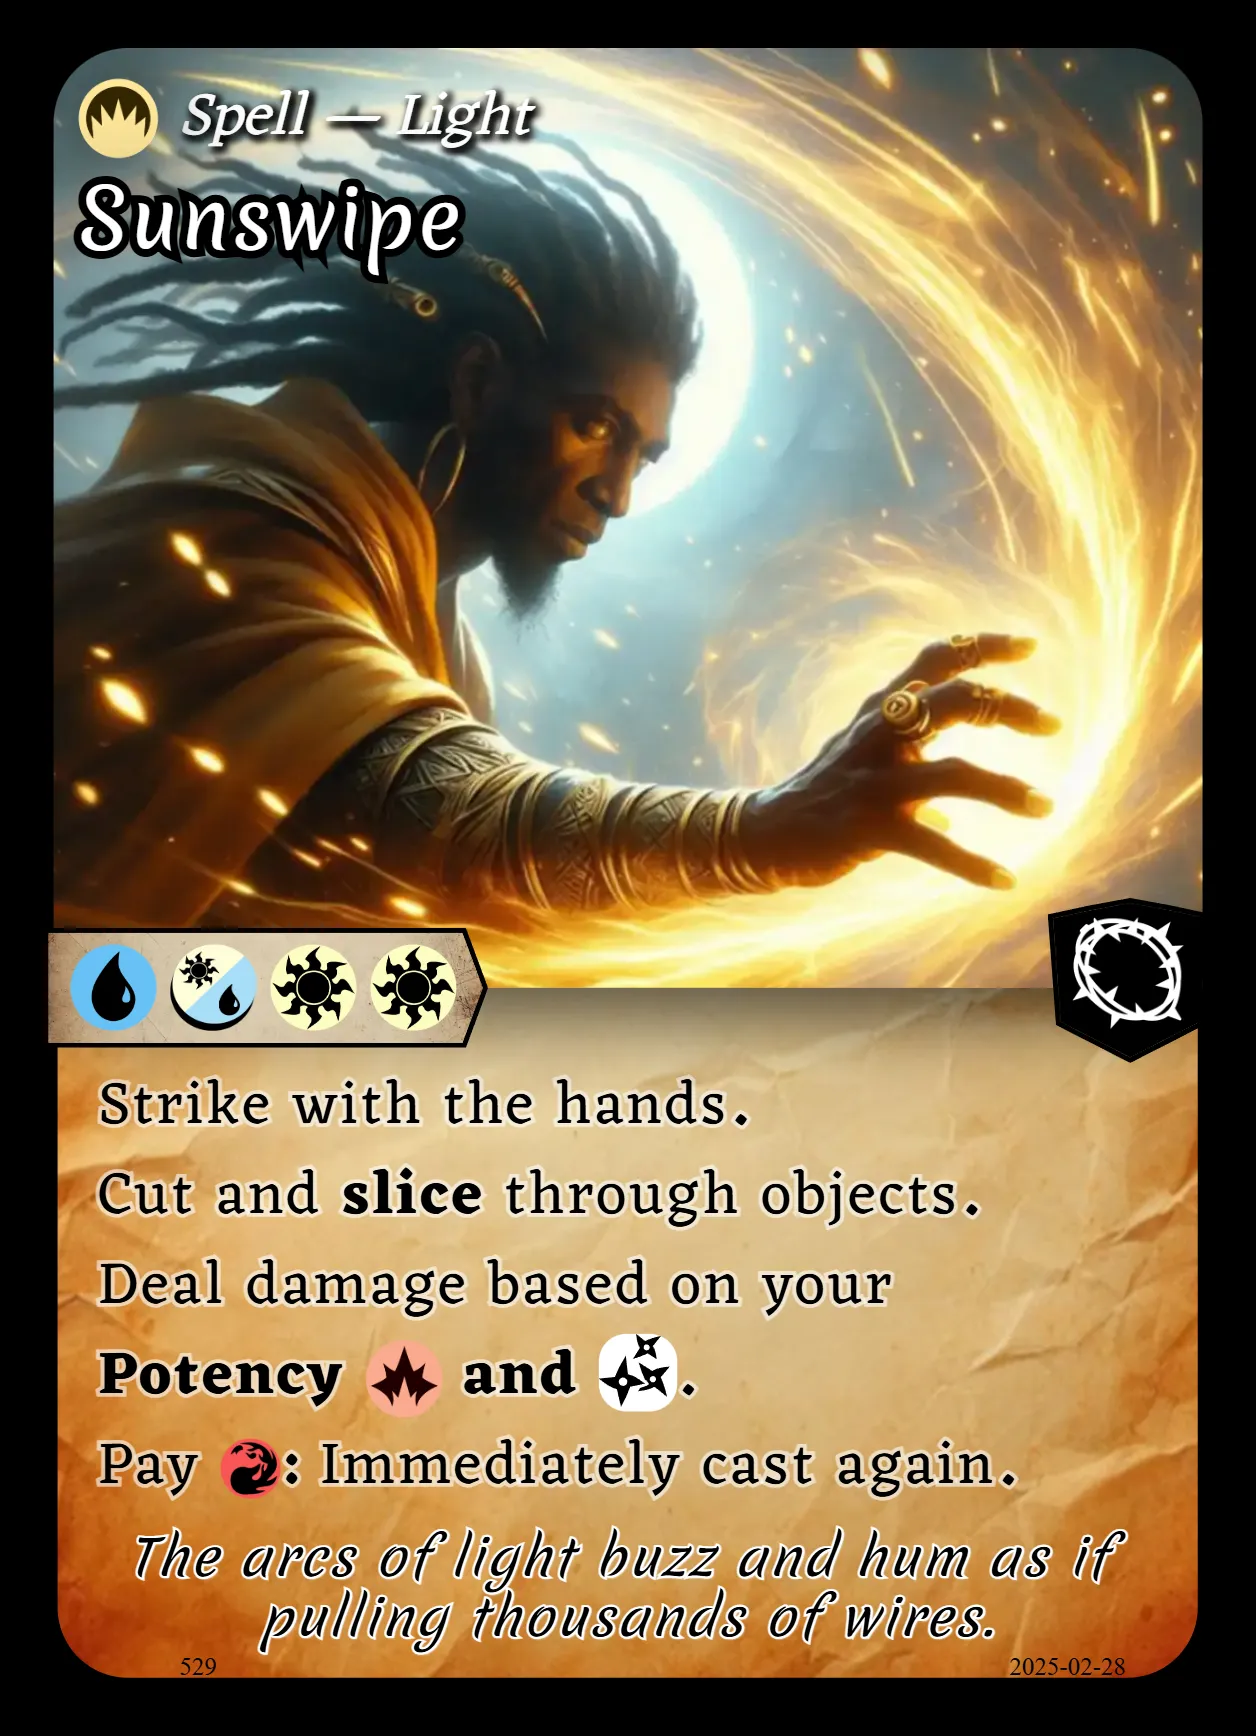 Spell — Light
Sunswipe
Strike with the hands.
Cut and slice through objects.
Deal damage based on your
Potency and .
Pay : Immediately cast again.
The arcs of light buzz and hum as if
pulling thousands of wires.
529
2025-02-28